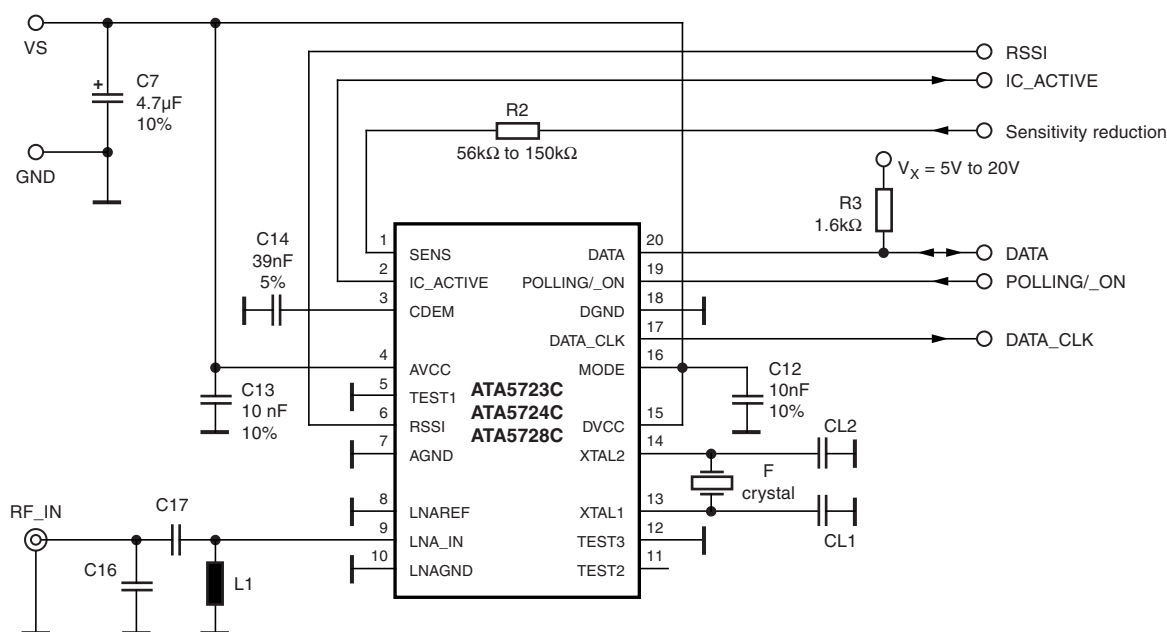 VS
C7
4.7µF
10%
GND
RSSI
IC_ACTIVE
R2
56kΩ to 150kΩ
Sensitivity reduction
VX = 5V to 20V
R3
1.6kΩ
C14
39nF
5%
1 SENS DATA 20 DATA
2 IC_ACTIVE POLLING/_ON 19 POLLING/_ON
3 CDEM DGND 18
DATA_CLK 17 DATA_CLK
4 AVCC MODE 16
C13
10 nF
10%
5 TEST1
ATA5723C
ATA5724C
ATA5728C
C12
10nF
10%
6 RSSI DVCC 15
7 AGND XTAL2 14
CL2
F
crystal
8 LNAREF XTAL1 13
CL1
RF_IN
C17
9 LNA_IN TEST3 12
10 LNAGND TEST2 11
C16
L1